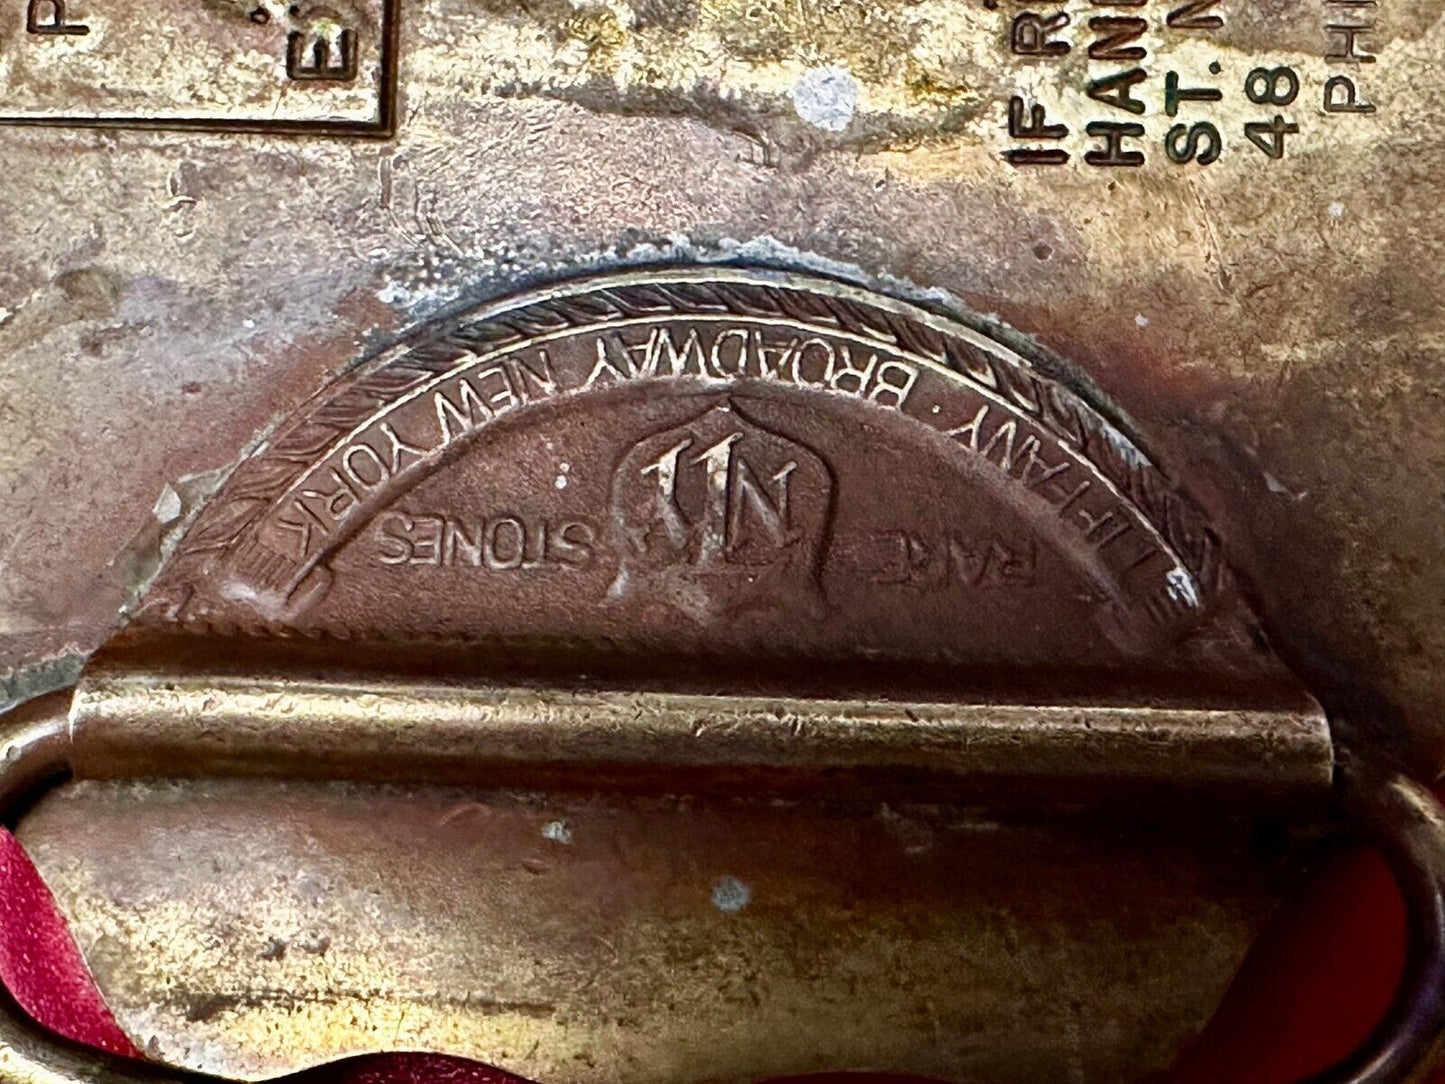 TIFFANY · BROADWAY NEW YORK
RARE STONES
IF R
HAN
ST. N
48
PHI
P
E